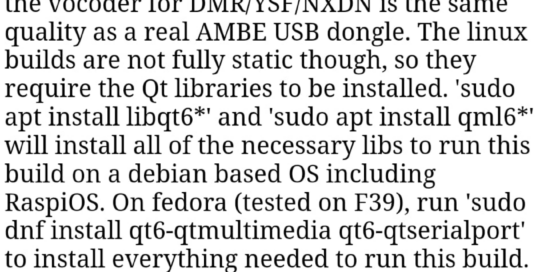 the vocoder for DMR/YSF/NXDN is the same
quality as a real AMBE USB dongle. The linux
builds are not fully static though, so they
require the Qt libraries to be installed. 'sudo
apt install libqt6*' and 'sudo apt install qml6*'
will install all of the necessary libs to run this
build on a debian based OS including
RaspiOS. On fedora (tested on F39), run 'sudo
dnf install qt6-qtmultimedia qt6-qtserialport'
to install everything needed to run this build.